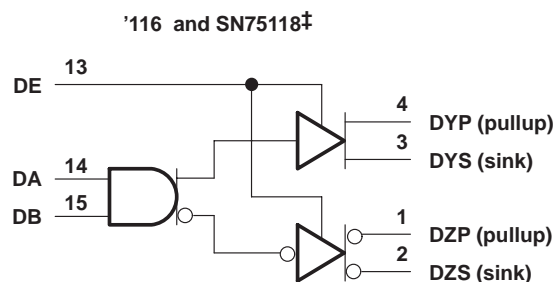 '116 and SN75118‡
13
DE
4
DYP (pullup)
3
DYS (sink)
14
DA
15
DB
1
DZP (pullup)
2
DZS (sink)